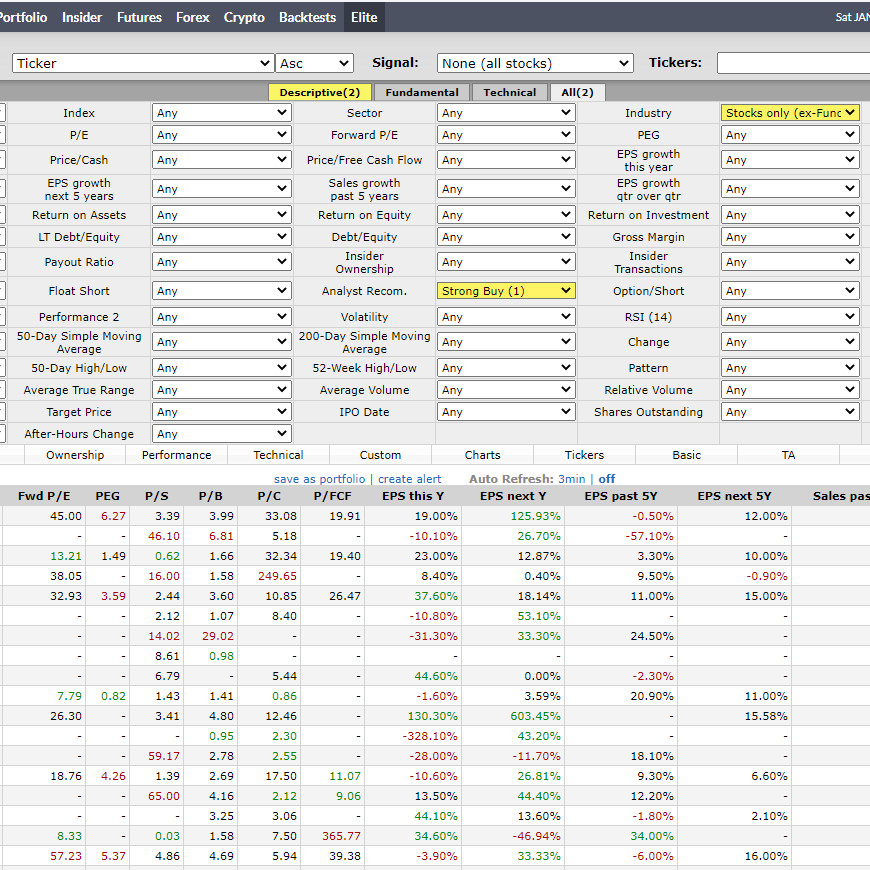 Portfolio Insider Futures Forex Crypto Backtests Elite Sat JAN
Ticker Asc Signal: None (all stocks) Tickers:
Descriptive(2) Fundamental Technical All(2)
Index Any Sector Any Industry Stocks only (ex-Func
P/E Any Forward P/E Any PEG Any
Price/Cash Any Price/Free Cash Flow Any EPS growth this year Any
EPS growth next 5 years Any Sales growth past 5 years Any EPS growth qtr over qtr Any
Return on Assets Any Return on Equity Any Return on Investment Any
LT Debt/Equity Any Debt/Equity Any Gross Margin Any
Payout Ratio Any Insider Ownership Any Insider Transactions Any
Float Short Any Analyst Recom. Strong Buy (1) Option/Short Any
Performance 2 Any Volatility Any RSI (14) Any
50-Day Simple Moving Average Any 200-Day Simple Moving Average Any Change Any
50-Day High/Low Any 52-Week High/Low Any Pattern Any
Average True Range Any Average Volume Any Relative Volume Any
Target Price Any IPO Date Any Shares Outstanding Any
After-Hours Change Any
Ownership Performance Technical Custom Charts Tickers Basic TA
save as portfolio | create alert Auto Refresh: 3min | off
Fwd P/E PEG P/S P/B P/C P/FCF EPS this Y EPS next Y EPS past 5Y EPS next 5Y Sales pas
45.00 6.27 3.39 3.99 33.08 19.91 19.00% 125.93% -0.50% 12.00%
- - 46.10 6.81 5.18 - -10.10% 26.70% -57.10% -
13.21 1.49 0.62 1.66 32.34 19.40 23.00% 12.87% 3.30% 10.00%
38.05 - 16.00 1.58 249.65 - 8.40% 0.40% 9.50% -0.90%
32.93 3.59 2.44 3.60 10.85 26.47 37.60% 18.14% 11.00% 15.00%
- - 2.12 1.07 8.40 - -10.80% 53.10% - -
- - 14.02 29.02 - - -31.30% 33.30% 24.50% -
- - 8.61 0.98 - - - - - -
- - 6.79 - 5.44 - 44.60% 0.00% -2.30% -
7.79 0.82 1.43 1.41 0.86 - -1.60% 3.59% 20.90% 11.00%
26.30 - 3.41 4.80 12.46 - 130.30% 603.45% - 15.58%
- - - 0.95 2.30 - -328.10% 43.20% - -
- - 59.17 2.78 2.55 - -28.00% -11.70% 18.10% -
18.76 4.26 1.39 2.69 17.50 11.07 -10.60% 26.81% 9.30% 6.60%
- - 65.00 4.16 2.12 9.06 13.50% 44.40% 12.20% -
- - - 3.25 3.06 - 44.10% 13.60% -1.80% 2.10%
8.33 - 0.03 1.58 7.50 365.77 34.60% -46.94% 34.00% -
57.23 5.37 4.86 4.69 5.94 39.38 -3.90% 33.33% -6.00% 16.00%